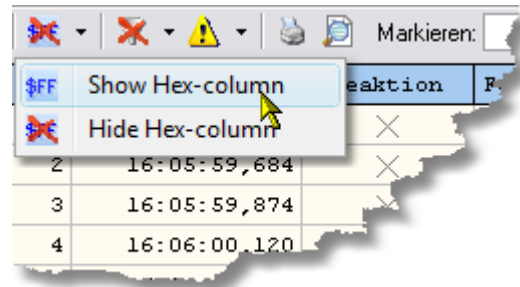 Markieren:
$FF Show Hex-column
eaktion
Hide Hex-column
2 16:05:59,684
3 16:05:59,874
4 16:06:00,120